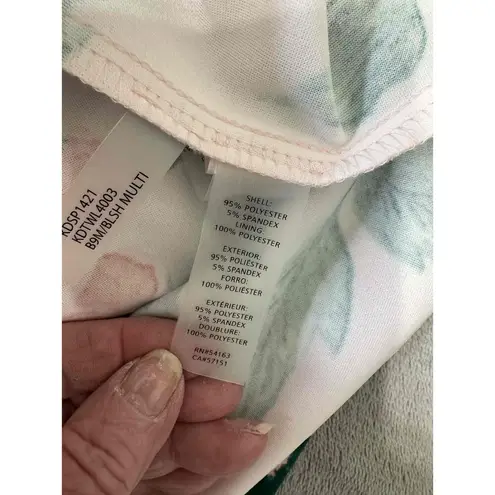 KDSP1421
KDTWL4003
B9M/BLSH MULTI
SHELL:
95% POLYESTER
5% SPANDEX
LINING
100% POLYESTER
EXTERIOR:
95% POLIÉSTER
5% SPANDEX
FORRO:
100% POLIÉSTER
EXTÉRIEUR:
95% POLYESTER
5% SPANDEX
DOUBLURE:
100% POLYESTER
RN#54163
CA#57151